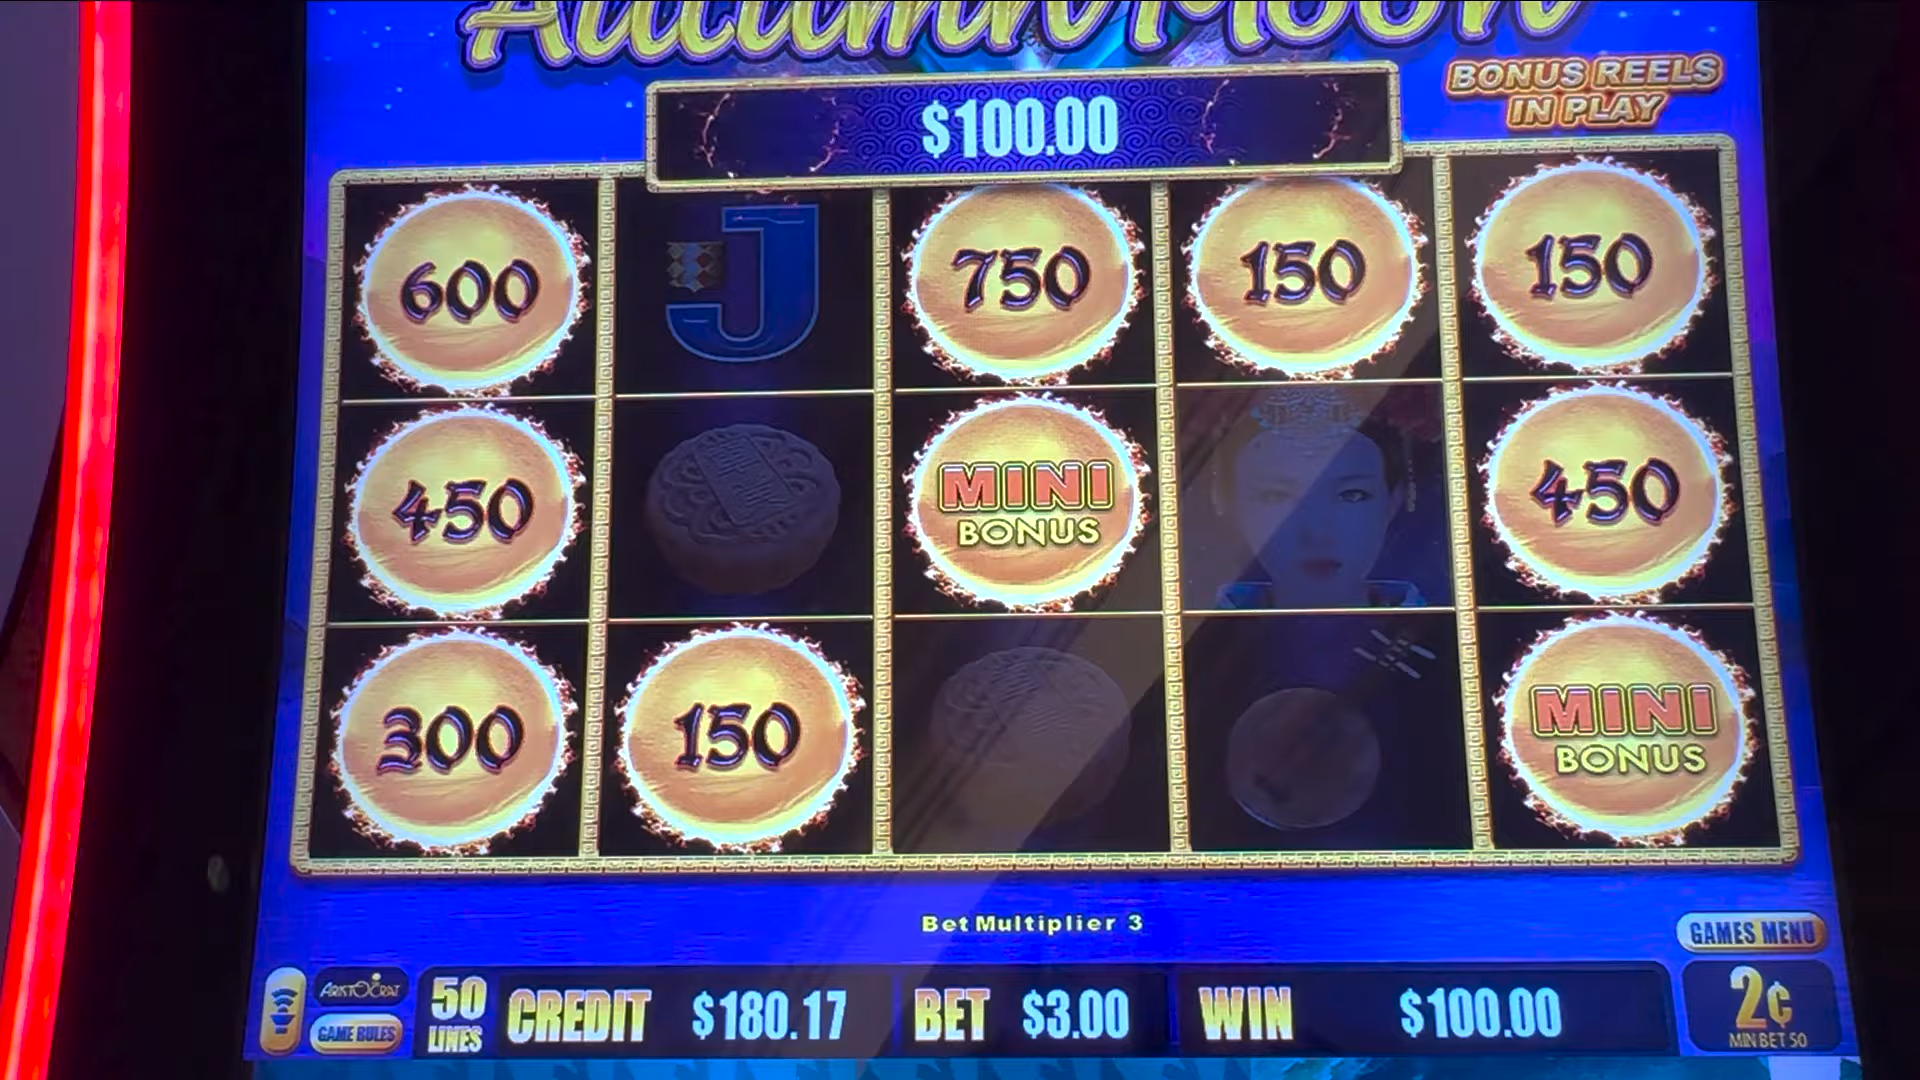 Autumn Moon
BONUS REELS
IN PLAY
$100.00
600
J
750
150
150
450
MINI
BONUS
450
300
150
MINI
BONUS
Bet Multiplier 3
GAMES MENU
ARISTOCRAT
GAME RULES
50
LINES
CREDIT $180.17
BET $3.00
WIN $100.00
2¢
MIN BET 50